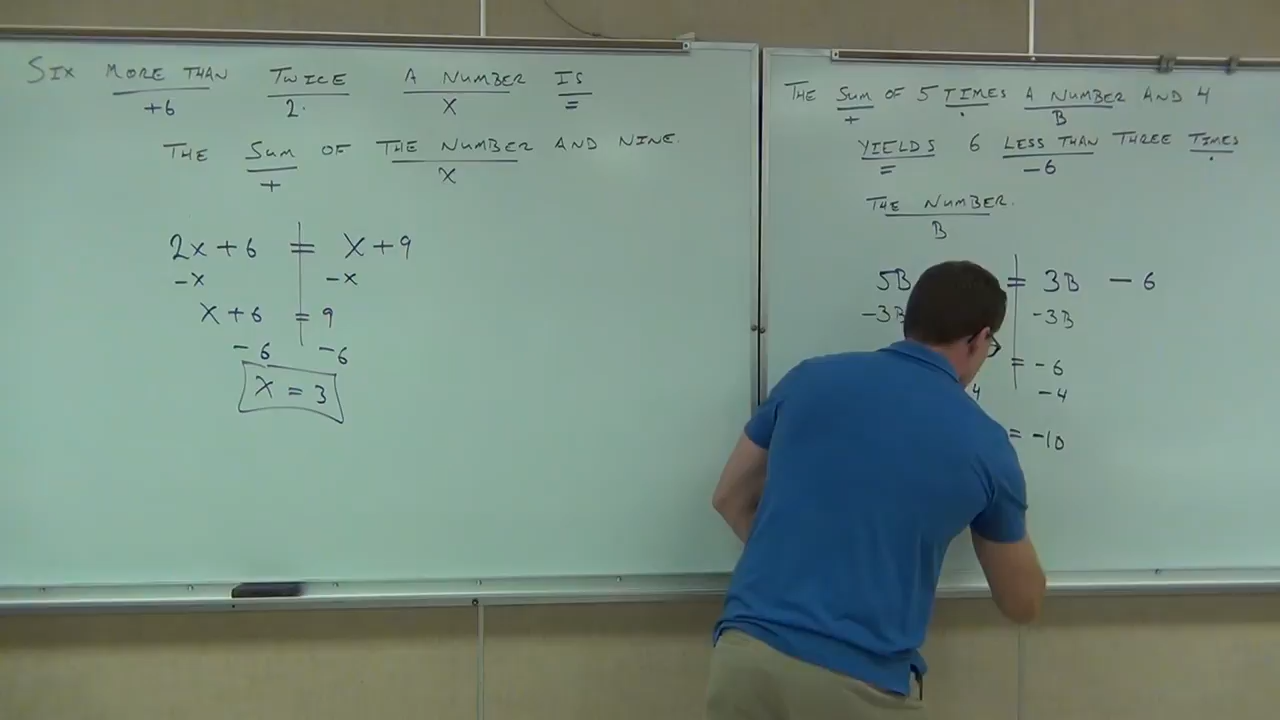 SIX MORE THAN TWICE A NUMBER IS
+6 2· X =
THE SUM OF THE NUMBER AND NINE.
+ X
2X + 6 = X + 9
-X -X
X + 6 = 9
-6 -6
X = 3
THE SUM OF 5 TIMES A NUMBER AND 4
+ · B
YIELDS 6 LESS THAN THREE TIMES
= -6 ·
THE NUMBER.
B
5B = 3B - 6
-3B -3B
= -6
4 -4
= -10